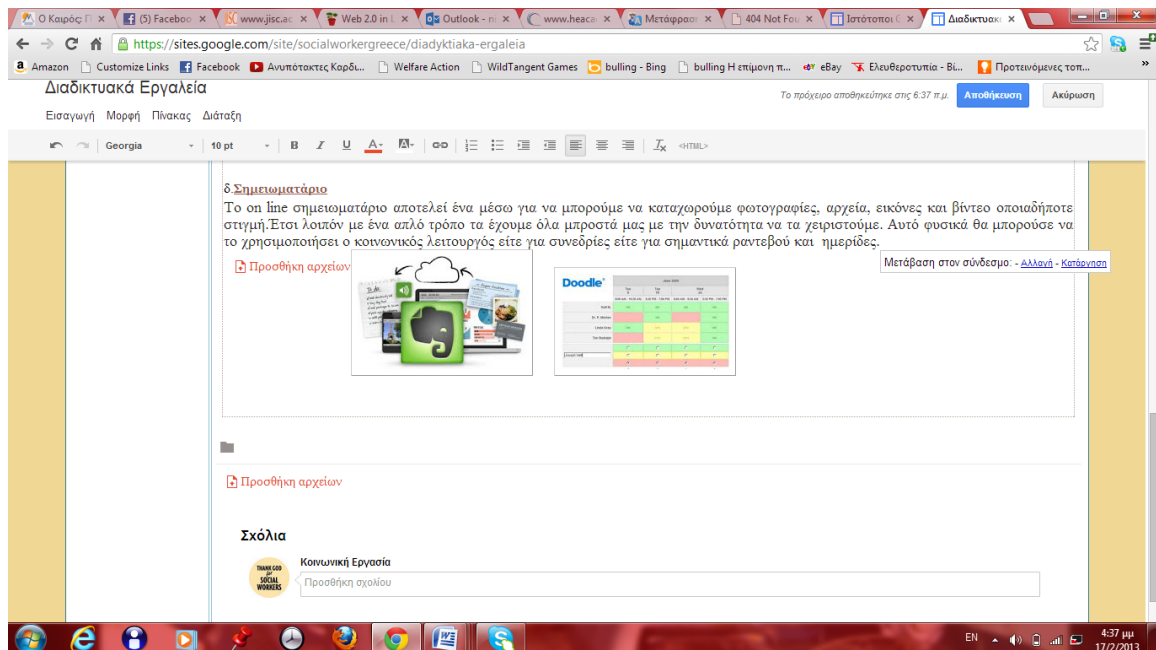 Ο Καιρός: Π
(5) Faceboo
www.jisc.ac
Web 2.0 in L
Outlook - ni
www.heaca
Μετάφρασ
404 Not Fou
Ιστότοποι
Διαδικτυακ
https://sites.google.com/site/socialworkergreece/diadyktiaka-ergaleia
Amazon Customize Links Facebook Ανυπότακτες Καρδι... Welfare Action WildTangent Games bulling - Bing bulling Η επίμονη π... eBay Ελευθεροτυπία - Βι... Προτεινόμενες τοπ... »
Διαδικτυακά Εργαλεία
Το πρόχειρο αποθηκεύτηκε στις 6:37 π.μ. Αποθήκευση Ακύρωση
Εισαγωγή Μορφή Πίνακας Διάταξη
Georgia 10 pt B I U A A <HTML>
δ.Σημειωματάριο
Το on line σημειωματάριο αποτελεί ένα μέσω για να μπορούμε να καταχωρούμε φωτογραφίες, αρχεία, εικόνες και βίντεο οποιαδήποτε
στιγμή.Έτσι λοιπόν με ένα απλό τρόπο τα έχουμε όλα μπροστά μας με την δυνατότητα να τα χειριστούμε. Αυτό φυσικά θα μπορούσε να
το χρησιμοποιήσει ο κοινωνικός λειτουργός είτε για συνεδρίες είτε για σημαντικά ραντεβού και ημερίδες.
Προσθήκη αρχείων
Μετάβαση στον σύνδεσμο: - Αλλαγή - Κατάργηση
To do
Doodle
Προσθήκη αρχείων
Σχόλια
THANK GOD
for
SOCIAL
WORKERS
Κοινωνική Εργασία
Προσθήκη σχολίου
EN
4:37 μμ
17/2/2013